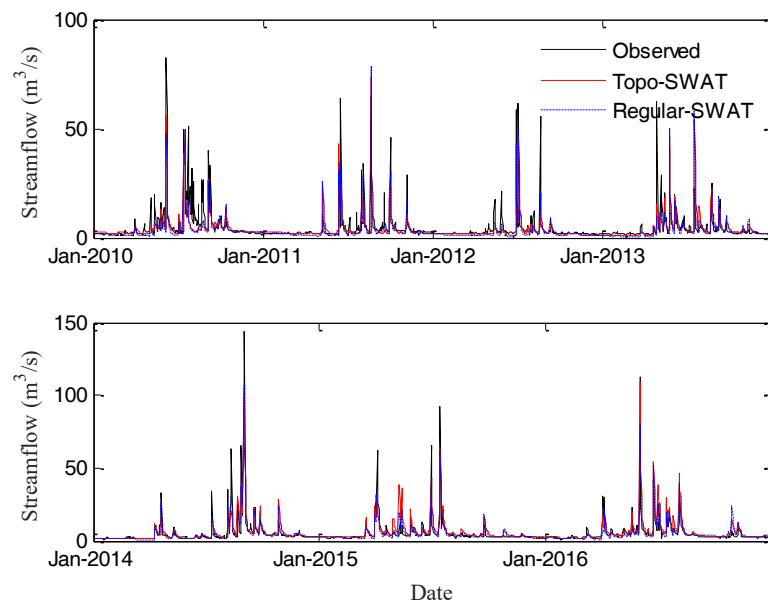 100
50
0
Streamflow (m³/s)
Observed
Topo-SWAT
Regular-SWAT
Jan-2010 Jan-2011 Jan-2012 Jan-2013
150
100
50
0
Streamflow (m³/s)
Jan-2014 Jan-2015 Jan-2016
Date